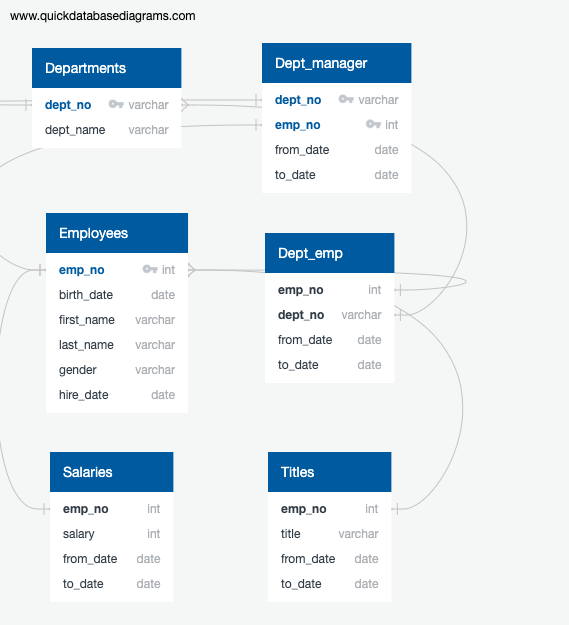 www.quickdatabasediagrams.com
Departments
dept_no varchar
dept_name varchar
Dept_manager
dept_no varchar
emp_no int
from_date date
to_date date
Employees
emp_no int
birth_date date
first_name varchar
last_name varchar
gender varchar
hire_date date
Dept_emp
emp_no int
dept_no varchar
from_date date
to_date date
Salaries
emp_no int
salary int
from_date date
to_date date
Titles
emp_no int
title varchar
from_date date
to_date date